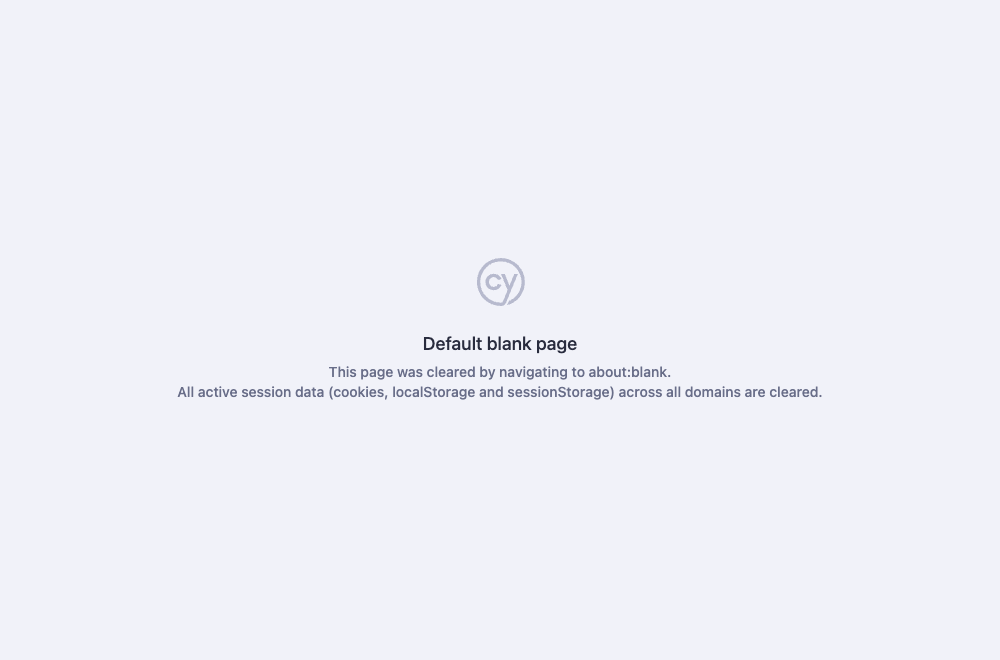 cy
Default blank page
This page was cleared by navigating to about:blank.
All active session data (cookies, localStorage and sessionStorage) across all domains are cleared.